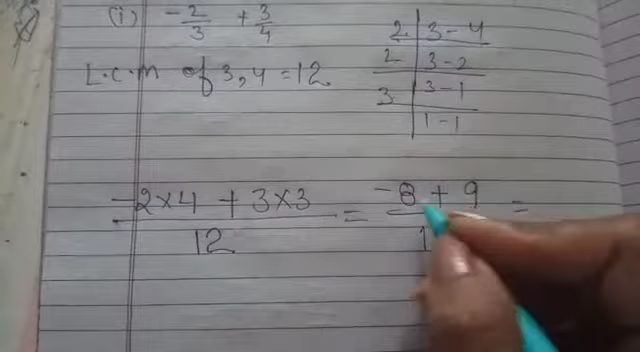 (i) -2/3 + 3/4
L.C.M of 3, 4 = 12
2 | 3 - 4
2 | 3 - 2
3 | 3 - 1
1 - 1
-2×4 + 3×3 / 12 = -8 + 9 / 1 =